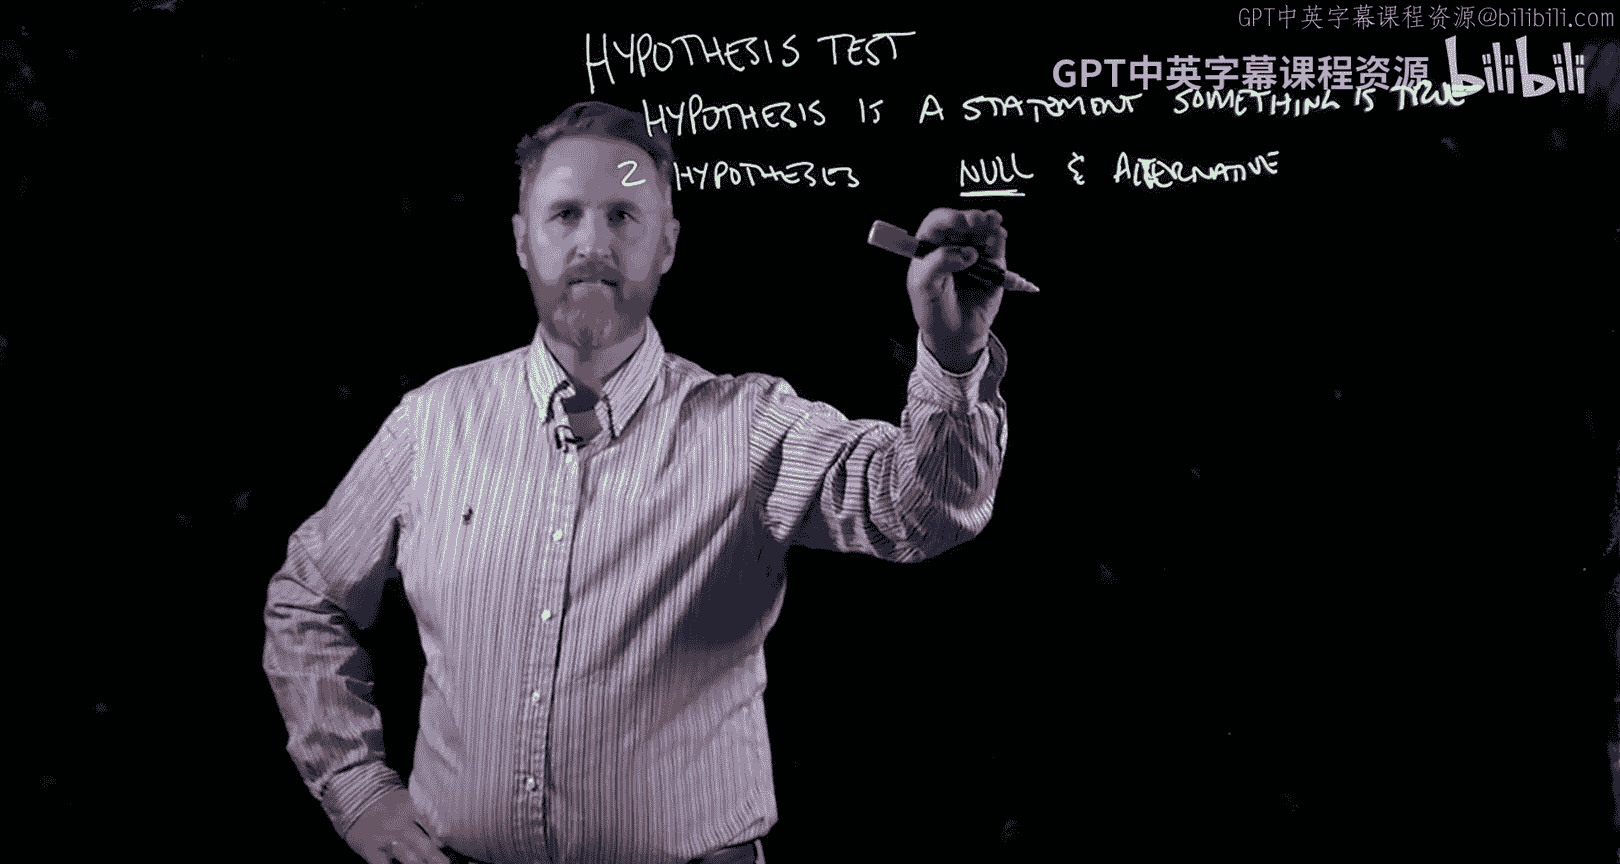 GPT中英字幕课程资源@bilibili.com
GPT中英字幕课程资源 bilibili
HYPOTHESIS TEST
HYPOTHESIS IS A STATEMENT SOMETHING IS TRUE
2 HYPOTHESES NULL & ALTERNATIVE